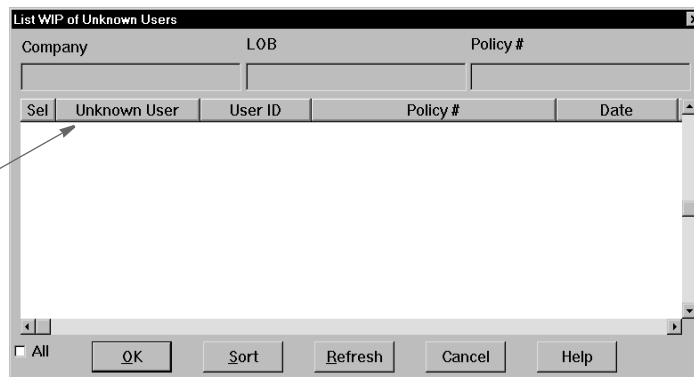 List WIP of Unknown Users
Company LOB Policy #
Sel Unknown User User ID Policy # Date
All OK Sort Refresh Cancel Help